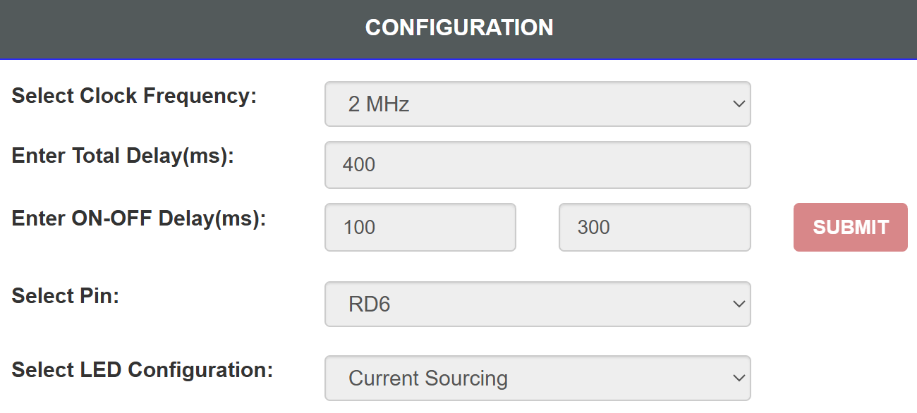 CONFIGURATION
Select Clock Frequency: 2 MHz
Enter Total Delay(ms): 400
Enter ON-OFF Delay(ms): 100 300 SUBMIT
Select Pin: RD6
Select LED Configuration: Current Sourcing